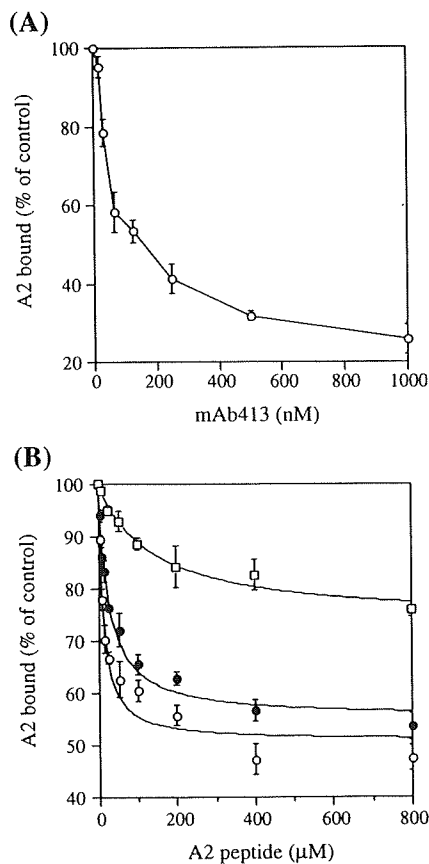 (A)
100
80
60
40
20
A2 bound (% of control)
0 200 400 600 800 1000
mAb413 (nM)
(B)
100
90
80
70
60
50
40
A2 bound (% of control)
0 200 400 600 800
A2 peptide (µM)